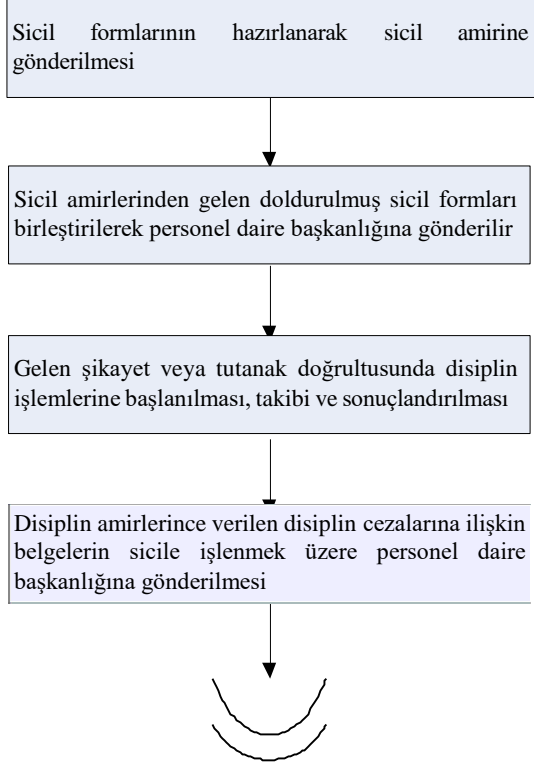 Sicil formlarının hazırlanarak sicil amirine
gönderilmesi
Sicil amirlerinden gelen doldurulmuş sicil formları
birleştirilerek personel daire başkanlığına gönderilir
Gelen şikayet veya tutanak doğrultusunda disiplin
işlemlerine başlanılması, takibi ve sonuçlandırılması
Disiplin amirlerince verilen disiplin cezalarına ilişkin
belgelerin sicile işlenmek üzere personel daire
başkanlığına gönderilmesi